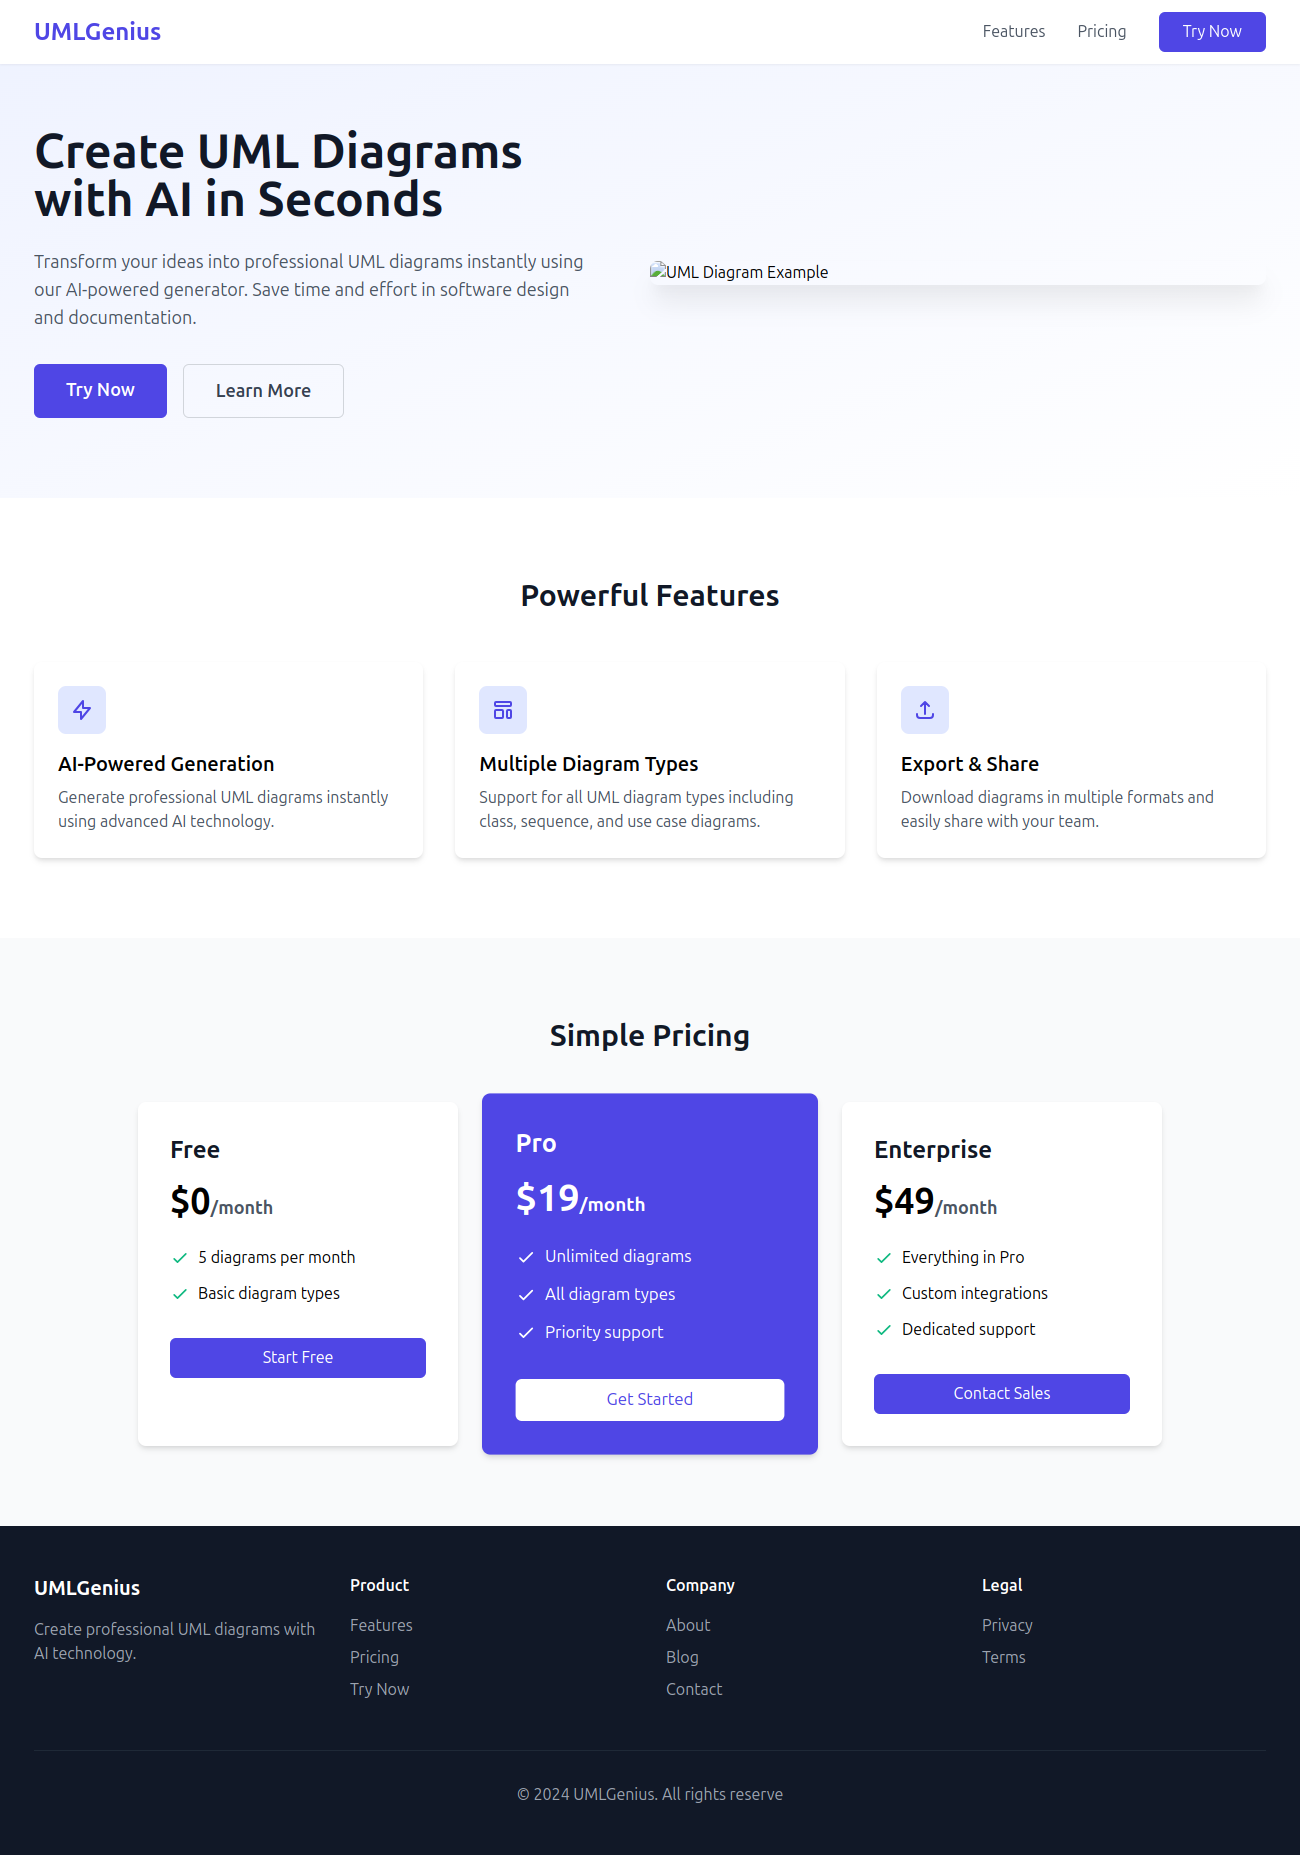 UMLGenius
Features
Pricing
Try Now
Create UML Diagrams
with AI in Seconds
Transform your ideas into professional UML diagrams instantly using
our AI-powered generator. Save time and effort in software design
and documentation.
Try Now
Learn More
UML Diagram Example
Powerful Features
AI-Powered Generation
Generate professional UML diagrams instantly
using advanced AI technology.
Multiple Diagram Types
Support for all UML diagram types including
class, sequence, and use case diagrams.
Export & Share
Download diagrams in multiple formats and
easily share with your team.
Simple Pricing
Free
$0/month
5 diagrams per month
Basic diagram types
Start Free
Pro
$19/month
Unlimited diagrams
All diagram types
Priority support
Get Started
Enterprise
$49/month
Everything in Pro
Custom integrations
Dedicated support
Contact Sales
UMLGenius
Create professional UML diagrams with
AI technology.
Product
Features
Pricing
Try Now
Company
About
Blog
Contact
Legal
Privacy
Terms
© 2024 UMLGenius. All rights reserve